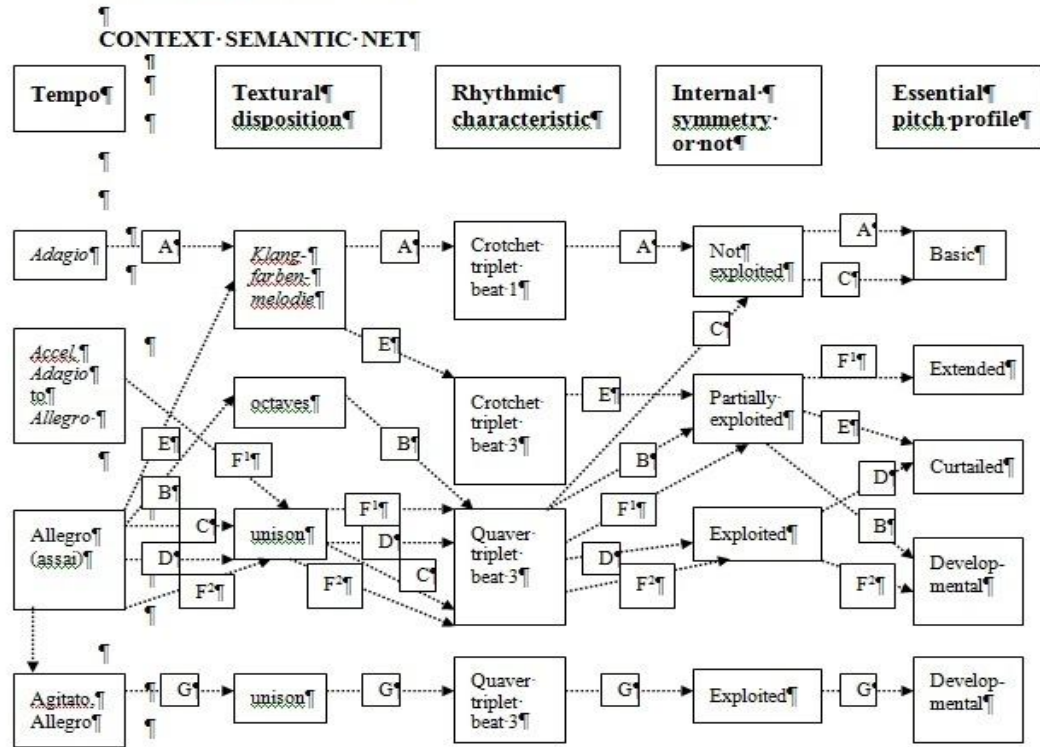 CONTEXT SEMANTIC NET¶
Tempo¶
Textural¶
disposition¶
Rhythmic¶
characteristic¶
Internal ¶
symmetry
or not¶
Essential¶
pitch profile¶
Adagio¶
A¶
Klang-¶
farben-¶
melodie¶
A¶
Crotchet
triplet
beat 1¶
A¶
Not¶
exploited¶
A¶
C¶
Basic¶
Accel.¶
Adagio¶
to¶
Allegro ¶
E¶
C¶
octaves¶
Crotchet
triplet
beat 3¶
E¶
Partially
exploited¶
F¹¶
Extended¶
E¶
Curtailed¶
E¶
B¶
F¹¶
B¶
B¶
F¹¶
D¶
B¶
Allegro¶
(assai)¶
C¶
D¶
F²¶
unison¶
F¹¶
D¶
C¶
F²¶
Quaver
triplet
beat 3¶
D¶
F²¶
Exploited¶
F²¶
Develop-
mental¶
Agitato.¶
Allegro¶
G¶
unison¶
G¶
Quaver
triplet
beat 3¶
G¶
Exploited¶
G¶
Develop-
mental¶